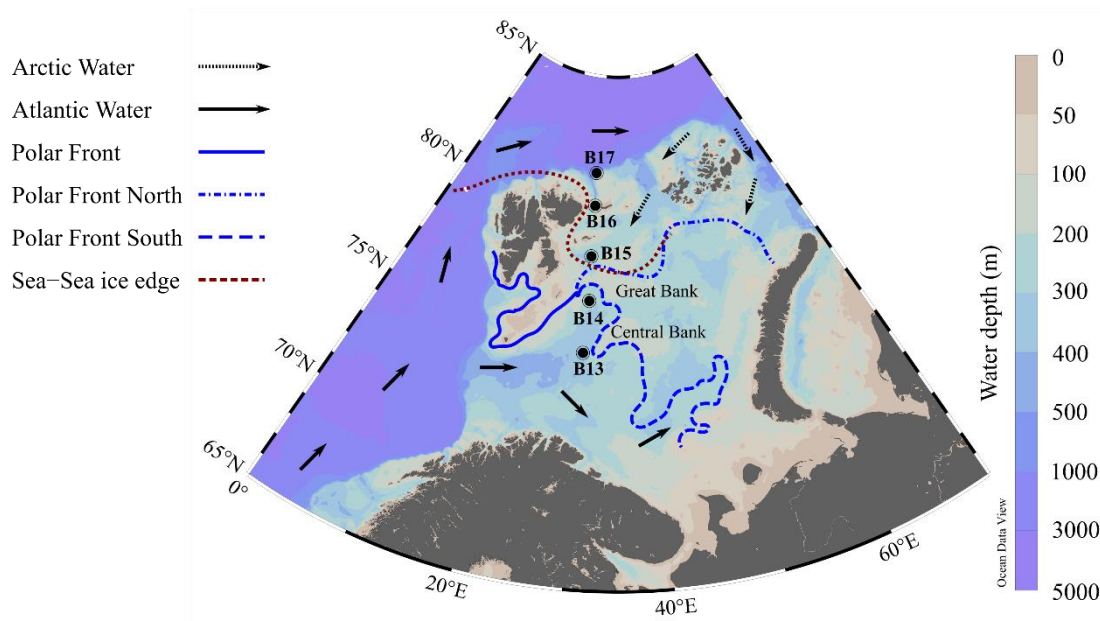 Arctic Water
Atlantic Water
Polar Front
Polar Front North
Polar Front South
Sea−Sea ice edge
85°N
80°N
75°N
70°N
65°N
0°
20°E
40°E
60°E
B17
B16
B15
Great Bank
B14
Central Bank
B13
Ocean Data View
Water depth (m)
0
50
100
200
300
400
500
1000
3000
5000